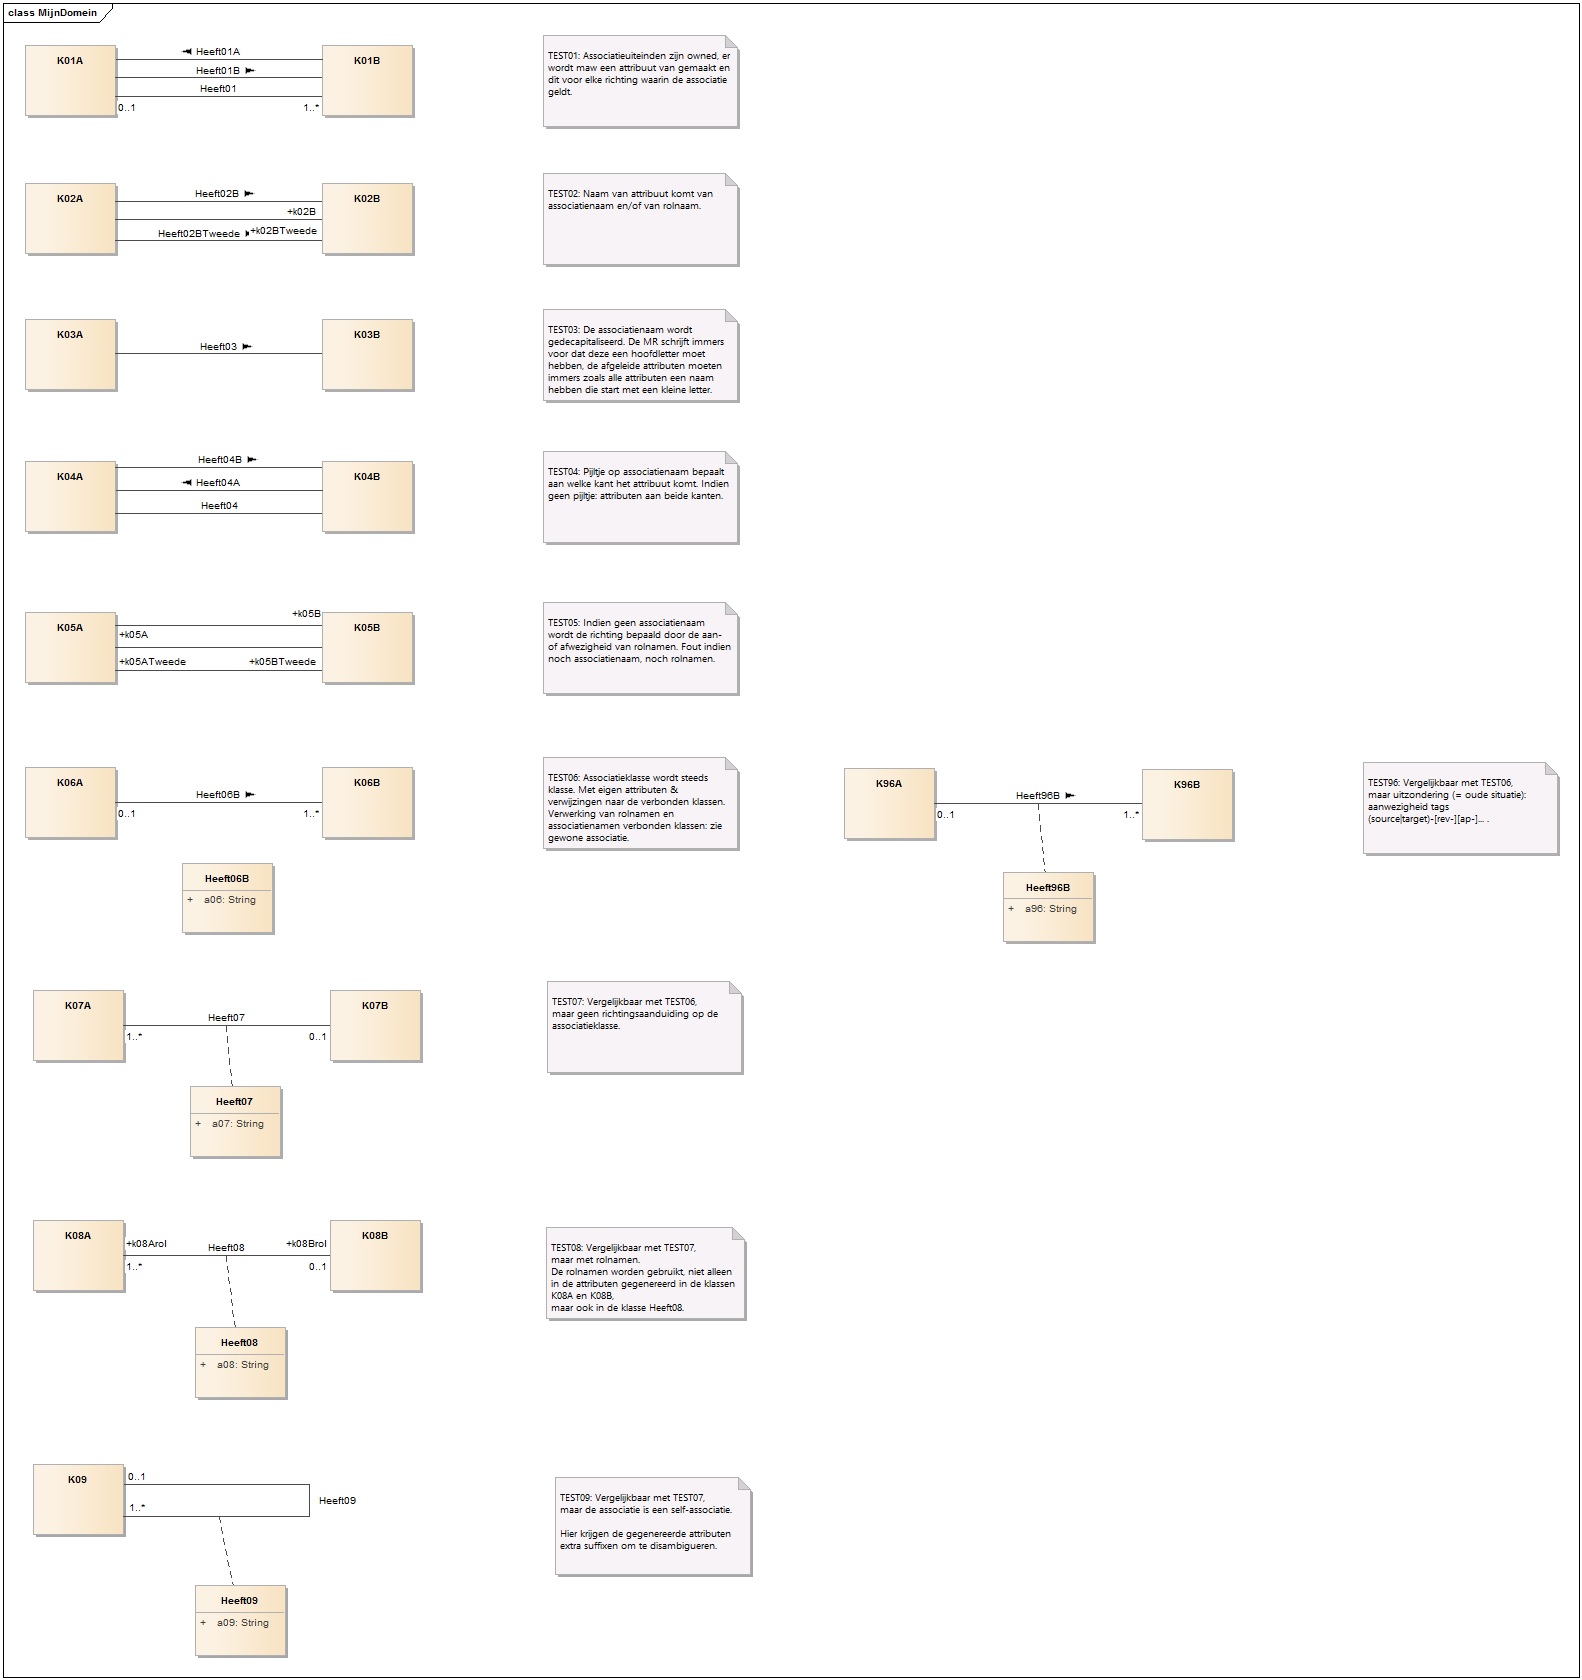 class MijnDomein
K01A
Heeft01A
Heeft01B
Heeft01
0..1
1..*
K01B
TEST01: Associatieuiteinden zijn owned, er
wordt maw een attribuut van gemaakt en
dit voor elke richting waarin de associatie
geldt.
K02A
Heeft02B
+k02B
Heeft02BTweede
+k02BTweede
K02B
TEST02: Naam van attribuut komt van
associatienaam en/of van rolnaam.
K03A
Heeft03
K03B
TEST03: De associatienaam wordt
gedecapitaliseerd. De MR schrijft immers
voor dat deze een hoofdletter moet
hebben, de afgeleide attributen moeten
immers zoals alle attributen een naam
hebben die start met een kleine letter.
K04A
Heeft04B
Heeft04A
Heeft04
K04B
TEST04: Pijltje op associatienaam bepaalt
aan welke kant het attribuut komt. Indien
geen pijltje: attributen aan beide kanten.
K05A
+k05B
+k05A
+k05ATweede
+k05BTweede
K05B
TEST05: Indien geen associatienaam
wordt de richting bepaald door de aan-
of afwezigheid van rolnamen. Fout indien
noch associatienaam, noch rolnamen.
K06A
Heeft06B
0..1
1..*
K06B
Heeft06B
+ a06: String
TEST06: Associatieklasse wordt steeds
klasse. Met eigen attributen &
verwijzingen naar de verbonden klassen.
Verwerking van rolnamen en
associatienamen verbonden klassen: zie
gewone associatie.
K96A
Heeft96B
0..1
1..*
K96B
Heeft96B
+ a96: String
TEST96: Vergelijkbaar met TEST06,
maar uitzondering (= oude situatie):
aanwezigheid tags
(source|target)-[rev-][ap-]... .
K07A
Heeft07
1..*
0..1
K07B
Heeft07
+ a07: String
TEST07: Vergelijkbaar met TEST06,
maar geen richtingsaanduiding op de
associatieklasse.
K08A
+k08Arol
Heeft08
+k08Brol
1..*
0..1
K08B
Heeft08
+ a08: String
TEST08: Vergelijkbaar met TEST07,
maar met rolnamen.
De rolnamen worden gebruikt, niet alleen
in de attributen gegenereerd in de klassen
K08A en K08B,
maar ook in de klasse Heeft08.
K09
0..1
1..*
Heeft09
Heeft09
+ a09: String
TEST09: Vergelijkbaar met TEST07,
maar de associatie is een self-associatie.
Hier krijgen de gegenereerde attributen
extra suffixen om te disambigueren.